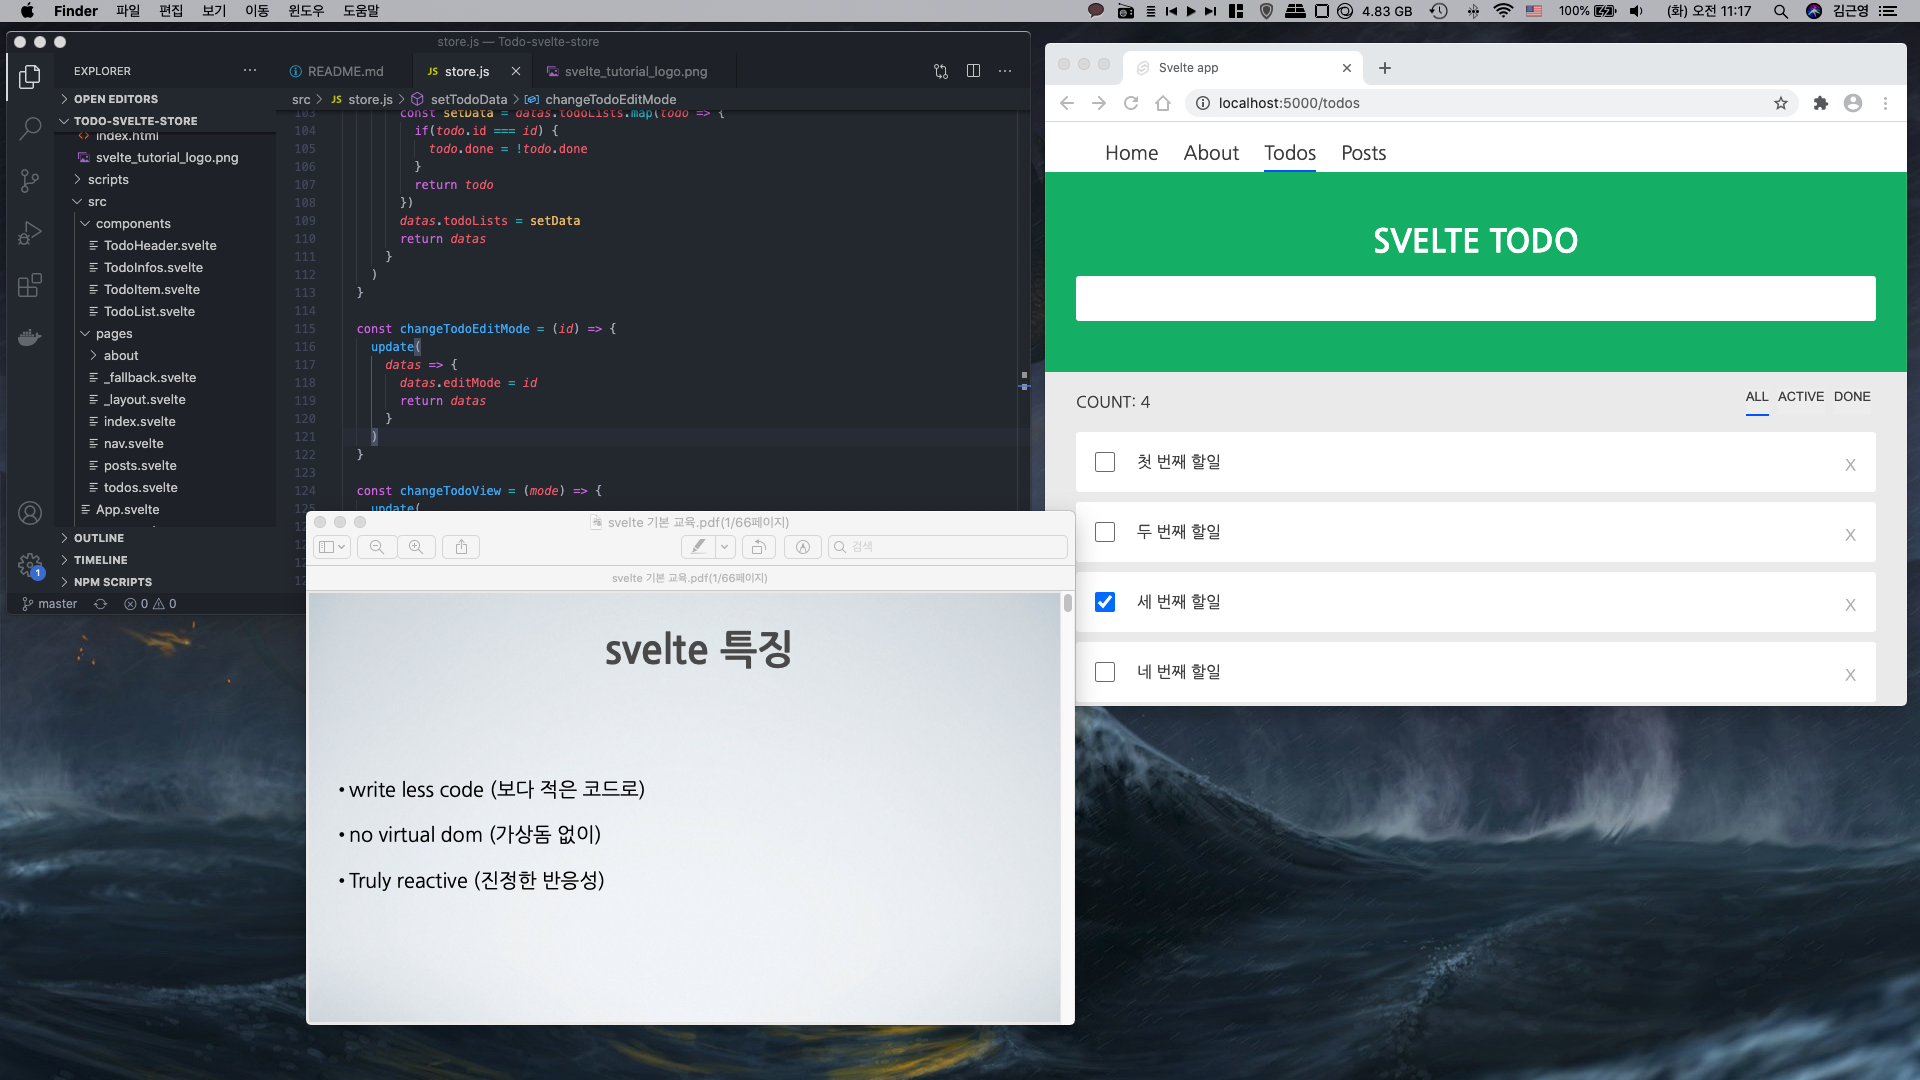 Finder 파일 편집 보기 이동 윈도우 도움말 4.83 GB 100% (화) 오전 11:17 김근영
store.js — Todo-svelte-store
EXPLORER
OPEN EDITORS
TODO-SVELTE-STORE
index.html
svelte_tutorial_logo.png
scripts
src
components
TodoHeader.svelte
TodoInfos.svelte
TodoItem.svelte
TodoList.svelte
pages
about
_fallback.svelte
_layout.svelte
index.svelte
nav.svelte
posts.svelte
todos.svelte
App.svelte
OUTLINE
TIMELINE
NPM SCRIPTS
1
master 0 0
README.md JS store.js svelte_tutorial_logo.png
src JS store.js setTodoData changeTodoEditMode
103 const setData = datas.todoLists.map(todo => {
104 if(todo.id === id) {
105 todo.done = !todo.done
106 }
107 return todo
108 })
109 datas.todoLists = setData
110 return datas
111 }
112 )
113 }
114
115 const changeTodoEditMode = (id) => {
116 update(
117 datas => {
118 datas.editMode = id
119 return datas
120 }
121 )
122 }
123
124 const changeTodoView = (mode) => {
125 update(
svelte 기본 교육.pdf(1/66페이지)
검색
svelte 기본 교육.pdf(1/66페이지)
svelte 특징
• write less code (보다 적은 코드로)
• no virtual dom (가상돔 없이)
• Truly reactive (진정한 반응성)
Svelte app
localhost:5000/todos
Home About Todos Posts
SVELTE TODO
COUNT: 4 ALL ACTIVE DONE
첫 번째 할일 X
두 번째 할일 X
세 번째 할일 X
네 번째 할일 X